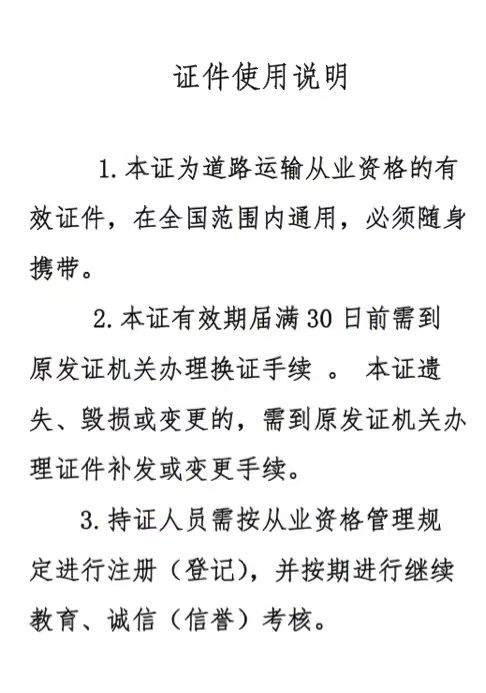 证件使用说明
1.本证为道路运输从业资格的有
效证件，在全国范围内通用，必须随身
携带。
2.本证有效期届满30日前需到
原发证机关办理换证手续 。 本证遗
失、毁损或变更的，需到原发证机关办
理证件补发或变更手续。
3.持证人员需按从业资格管理规
定进行注册（登记），并按期进行继续
教育、诚信（信誉）考核。